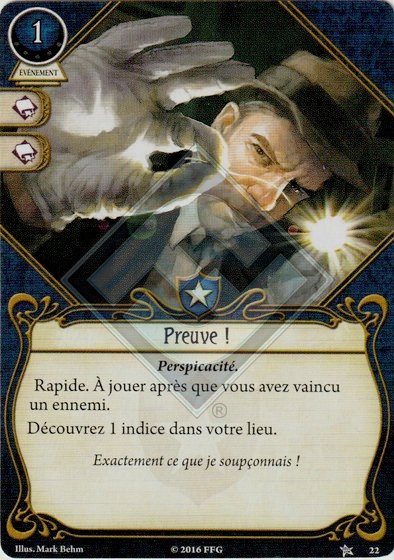 1
ÉVÉNEMENT
Preuve !
Perspicacité.
Rapide. À jouer après que vous avez vaincu
un ennemi.
Découvrez 1 indice dans votre lieu.
®
Exactement ce que je soupçonnais !
Illus. Mark Behm © 2016 FFG 22